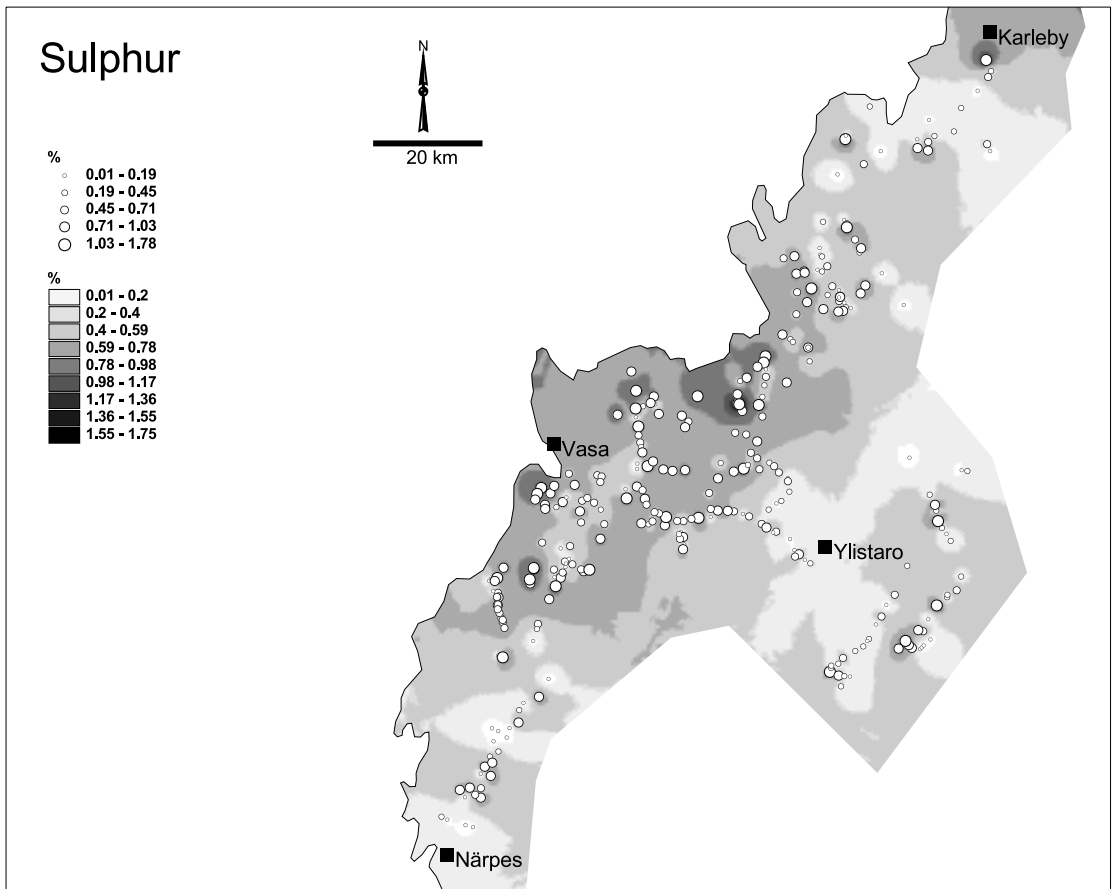 Sulphur
N
20 km
%
0.01 - 0.19
0.19 - 0.45
0.45 - 0.71
0.71 - 1.03
1.03 - 1.78
%
0.01 - 0.2
0.2 - 0.4
0.4 - 0.59
0.59 - 0.78
0.78 - 0.98
0.98 - 1.17
1.17 - 1.36
1.36 - 1.55
1.55 - 1.75
Karleby
Vasa
Ylistaro
Närpes